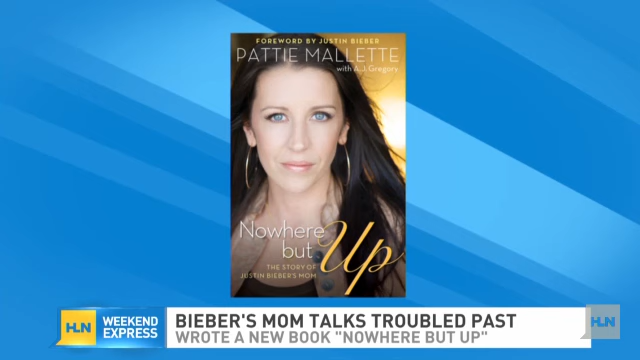 FOREWORD BY JUSTIN BIEBER
PATTIE MALLETTE
with A.J. Gregory
Nowhere
but Up
THE STORY OF
JUSTIN BIEBER'S MOM
HLN
WEEKEND
EXPRESS
BIEBER'S MOM TALKS TROUBLED PAST
WROTE A NEW BOOK "NOWHERE BUT UP"
HLN